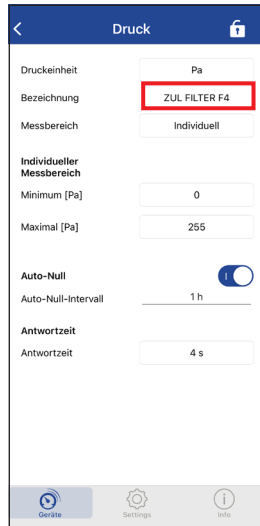 Druck
Druckeinheit Pa
Bezeichnung ZUL FILTER F4
Messbereich Individuell
Individueller
Messbereich
Minimum [Pa] 0
Maximal [Pa] 255
Auto-Null I
Auto-Null-Intervall 1 h
Antwortzeit
Antwortzeit 4 s
Geräte Settings Info